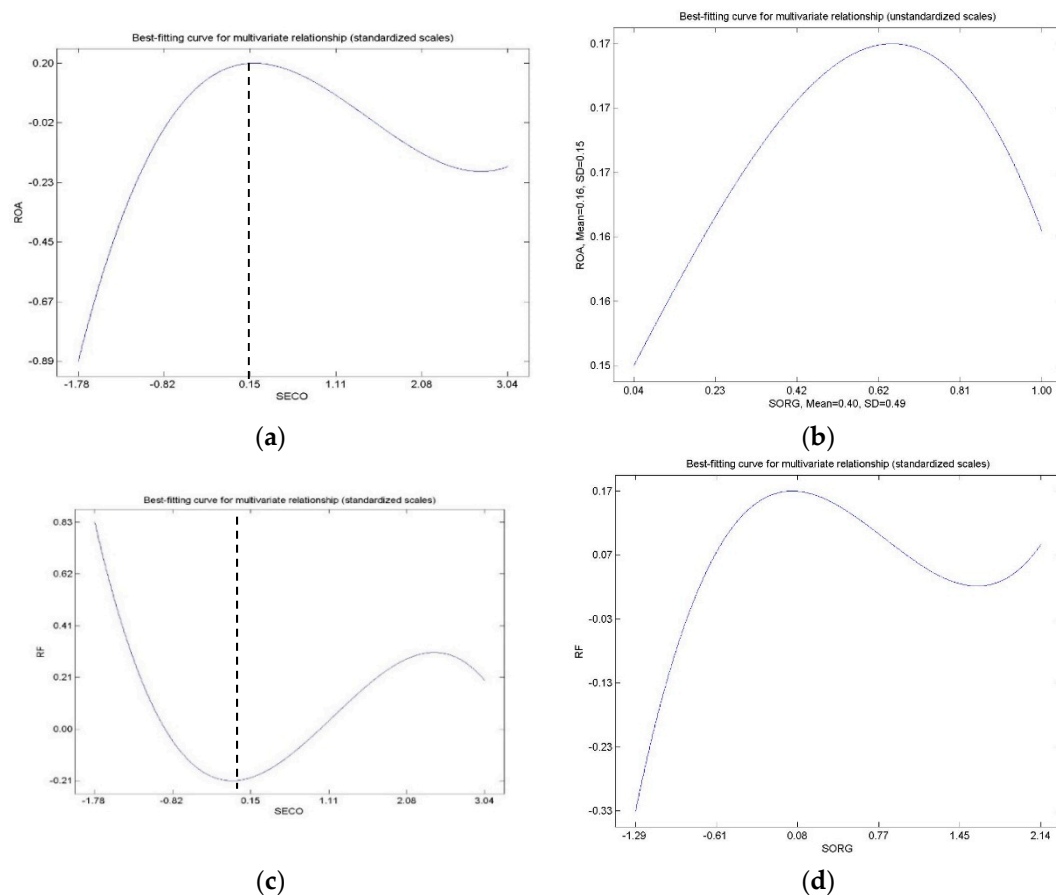 Best-fitting curve for multivariate relationship (standardized scales)
0.20
-0.02
-0.23
-0.45
-0.67
-0.89
ROA
-1.78 -0.82 0.15 1.11 2.08 3.04
SECO
(a)
Best-fitting curve for multivariate relationship (unstandardized scales)
0.17
0.17
0.17
0.16
0.16
0.15
ROA, Mean=0.16, SD=0.15
0.04 0.23 0.42 0.62 0.81 1.00
SORG, Mean=0.40, SD=0.49
(b)
Best-fitting curve for multivariate relationship (standardized scales)
0.83
0.62
0.41
0.21
0.00
-0.21
RF
-1.78 -0.82 0.15 1.11 2.08 3.04
SECO
(c)
Best-fitting curve for multivariate relationship (standardized scales)
0.17
0.07
-0.03
-0.13
-0.23
-0.33
RF
-1.29 -0.61 0.08 0.77 1.45 2.14
SORG
(d)